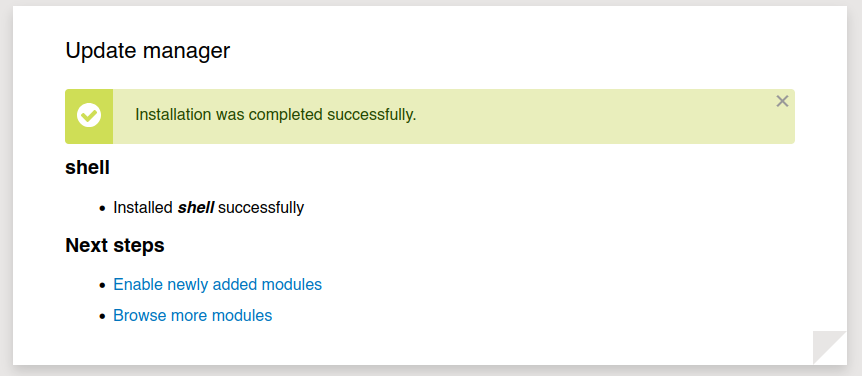 Update manager
Installation was completed successfully.
shell
Installed shell successfully
Next steps
Enable newly added modules
Browse more modules